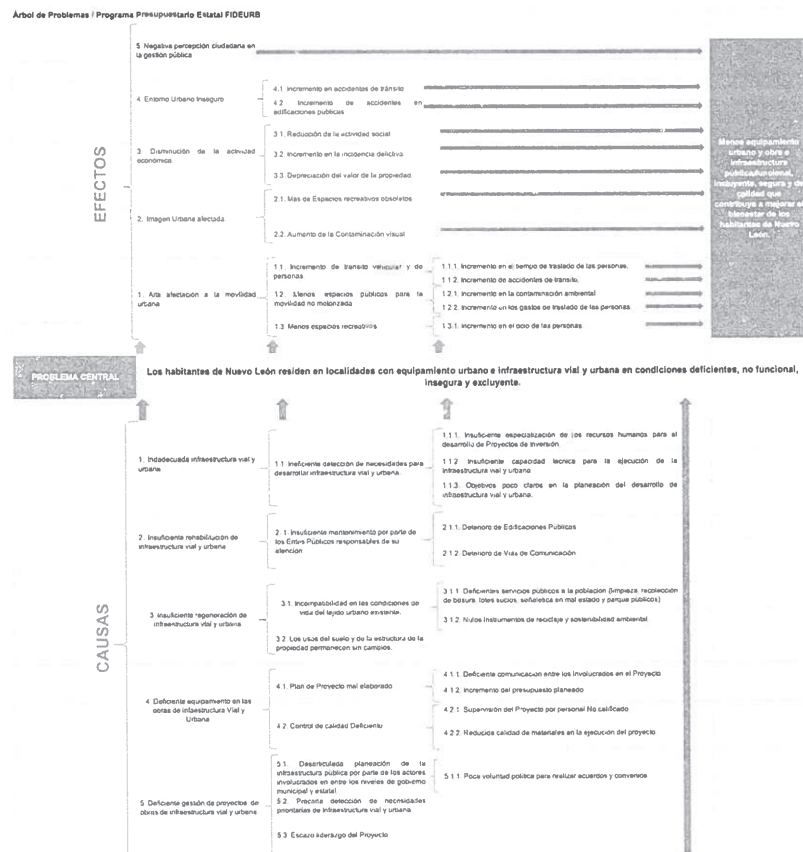 Árbol de Problemas / Programa Presupuestario Estatal FIDEURB
EFECTOS
5 Negativa percepción ciudadana en
la gestión pública
4. Entorno Urbano Inseguro
4.1 Incremento en accidentes de tránsito
4.2 Incremento de accidentes en
edificaciones publicas
3. Disminución de la actividad
económica
3.1. Reducción de la actividad social
3.2. Incremento en la incidencia delictiva
3.3. Depreciación del valor de la propiedad.
2. Imagen Urbana afectada
2.1. Mas de Espacios recreativos obsoletos
2.2. Aumento de la Contaminación visual
1. Alta afectación a la movilidad
urbana
1.1. Incremento de transito vehicular y de
personas
1.2. Menos espacios públicos para la
movilidad no motorizada
1.3 Menos espacios recreativos
1.1.1. Incremento en el tiempo de traslado de las personas.
1.1.2. Incremento de accidentes de transito.
1.2.1. Incremento en la contaminación ambiental
1.2.2. Incremento en los gastos de traslado de las personas
1.3.1. Incremento en el ocio de las personas
Menos equipamiento
urbano y obra e
infraestructura
pública funcional,
incluyente, segura y de
calidad que
contribuya a mejorar el
bienestar de los
habitantes de Nuevo
León.
PROBLEMA CENTRAL
Los habitantes de Nuevo León residen en localidades con equipamiento urbano e infraestructura vial y urbana en condiciones deficientes, no funcional,
insegura y excluyente.
CAUSAS
1. Indadecuada infraestructura vial y
urbana
1.1. Ineficiente detección de necesidades para
desarrollar infraestructura vial y urbana.
1.1.1. Insuficiente especialización de los recursos humanos para el
desarrollo de Proyectos de Inversión
1.1.2 Insuficiente capacidad tecnica para la ejecución de la
infraestructura vial y urbana
1.1.3. Objetivos poco claros en la planeación del desarrollo de
infraestructura vial y urbana.
2. Insuficiente rehabilitación de
infraestructura vial y urbana
2.1. Insuficiente mantenimiento por parte de
los Entes Públicos responsables de su
atención
2.1.1. Deterioro de Edificaciones Publicas
2.1.2. Deterioro de Vias de Comunicación
3 Insuficiente regeneración de
infraestructura vial y urbana
3.1. Incompatibilidad en las condiciones de
vida del tejido urbano existente.
3.2. Los usos del suelo y de la estructura de la
propiedad permanecen sin cambios.
3.1.1 Deficientes servicios públicos a la población (limpieza, recolección
de basura, lotes sucios, señaletica en mal estado y parque públicos)
3.1.2. Nulos instrumentos de reciclaje y sostenibilidad ambiental.
4 Deficiente equipamiento en las
obras de infraestructura Vial y
Urbana
4.1. Plan de Proyecto mal elaborado
4.2. Control de calidad Deficiente
4.1.1. Deficiente comunicación entre los involucrados en el Proyecto
4.1.2. Incremento del presupuesto planeado
4.2.1 Supervisión del Proyecto por personal No calificado
4.2.2. Reducida calidad de materiales en la ejecución del proyecto
5 Deficiente gestión de proyectos de
obras de infraestructura vial y urbana
5.1. Desarticulada planeación de la
infraestructura pública por parte de los actores
involucrados en entre los niveles de gobierno
municipal y estatal.
5.2. Precaria detección de necesidades
prioritarias de infraestructura vial y urbana
5.3 Escazo liderazgo del Proyecto
5.1.1 Poca voluntad política para realizar acuerdos y convenios